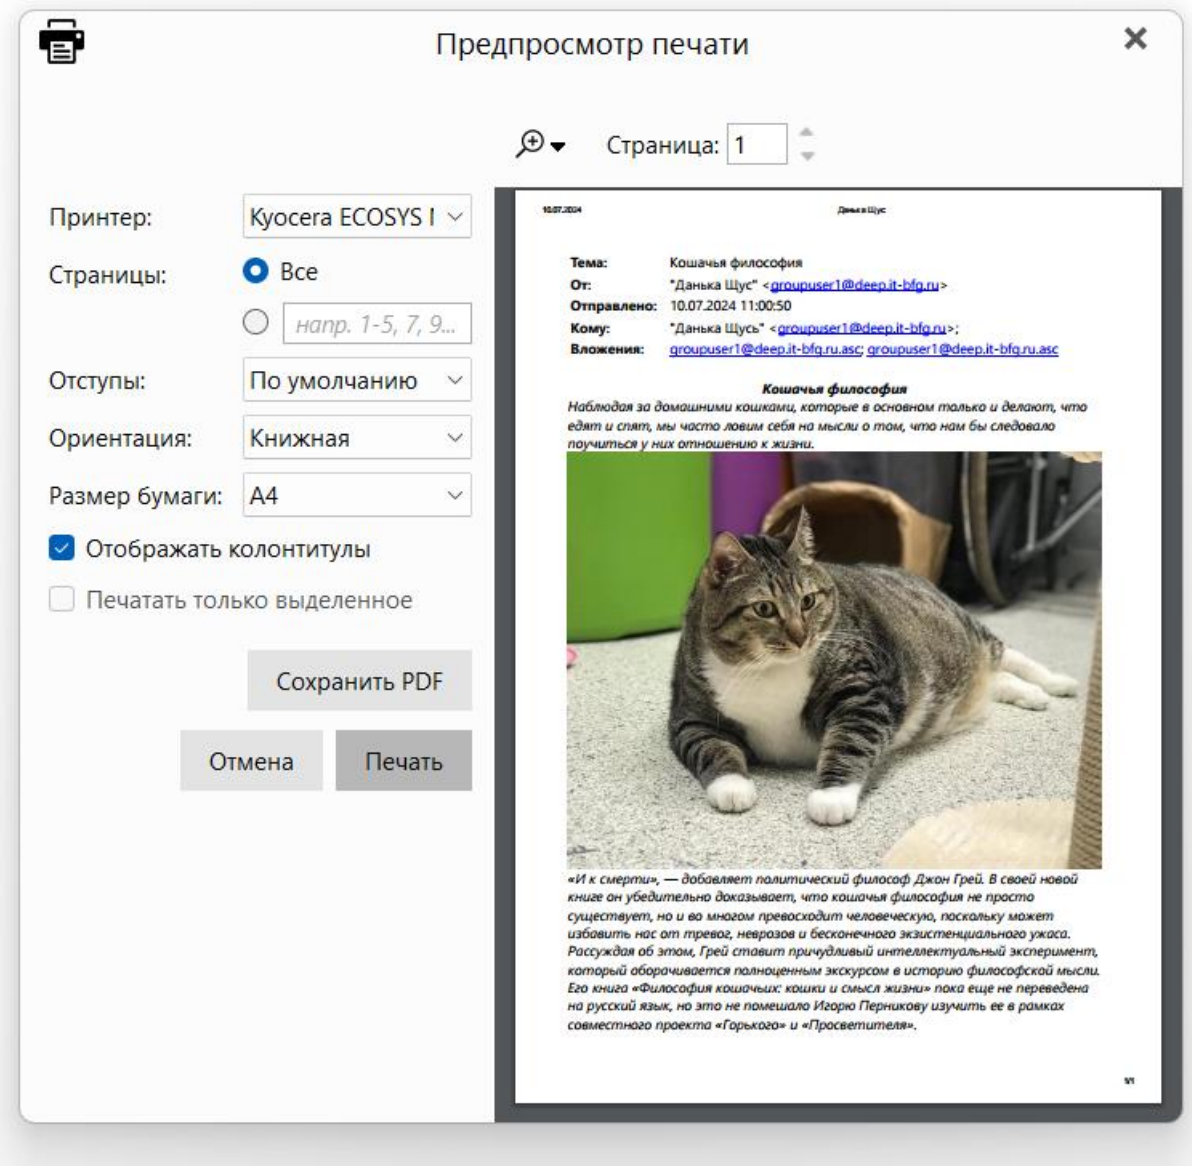 Предпросмотр печати
Страница: 1
Принтер: Kyocera ECOSYS
Страницы: Все
напр. 1-5, 7, 9...
Отступы: По умолчанию
Ориентация: Книжная
Размер бумаги: A4
Отображать колонтитулы
Печатать только выделенное
Сохранить PDF
Отмена Печать
10.07.2024 Данька Щус
Тема: Кошачья философия
От: "Данька Щус" <groupuser1@deep.it-bfg.ru>
Отправлено: 10.07.2024 11:00:50
Кому: "Данька Щусь" <groupuser1@deep.it-bfg.ru>;
Вложения: groupuser1@deep.it-bfg.ru.asc; groupuser1@deep.it-bfg.ru.asc
Кошачья философия
Наблюдая за домашними кошками, которые в основном только и делают, что
едят и спят, мы часто ловим себя на мысли о том, что нам бы следовало
поучиться у них отношению к жизни.
«И к смерти», — добавляет политический философ Джон Грей. В своей новой
книге он убедительно доказывает, что кошачья философия не просто
существует, но и во многом превосходит человеческую, поскольку может
избавить нас от тревог, неврозов и бесконечного экзистенциального ужаса.
Рассуждая об этом, Грей ставит причудливый интеллектуальный эксперимент,
который оборачивается полноценным экскурсом в историю философской мысли.
Его книга «Философия кошачьих: кошки и смысл жизни» пока еще не переведена
на русский язык, но это не помешало Игорю Перникову изучить ее в рамках
совместного проекта «Горького» и «Просветителя».
1/1